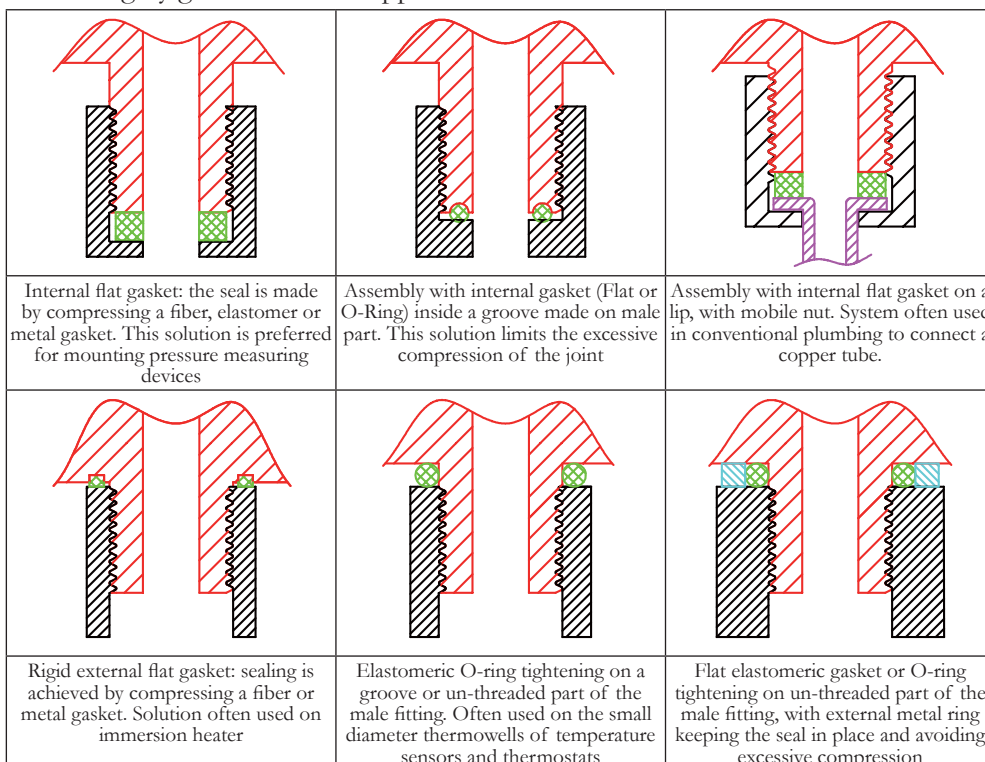 Internal flat gasket: the seal is made
by compressing a fiber, elastomer or
metal gasket. This solution is preferred
for mounting pressure measuring
devices
Assembly with internal gasket (Flat or
O-Ring) inside a groove made on male
part. This solution limits the excessive
compression of the joint
Assembly with internal flat gasket on a
lip, with mobile nut. System often used
in conventional plumbing to connect a
copper tube.
Rigid external flat gasket: sealing is
achieved by compressing a fiber or
metal gasket. Solution often used on
immersion heater
Elastomeric O-ring tightening on a
groove or un-threaded part of the
male fitting. Often used on the small
diameter thermowells of temperature
sensors and thermostats
Flat elastomeric gasket or O-ring
tightening on un-threaded part of the
male fitting, with external metal ring
keeping the seal in place and avoiding
excessive compression